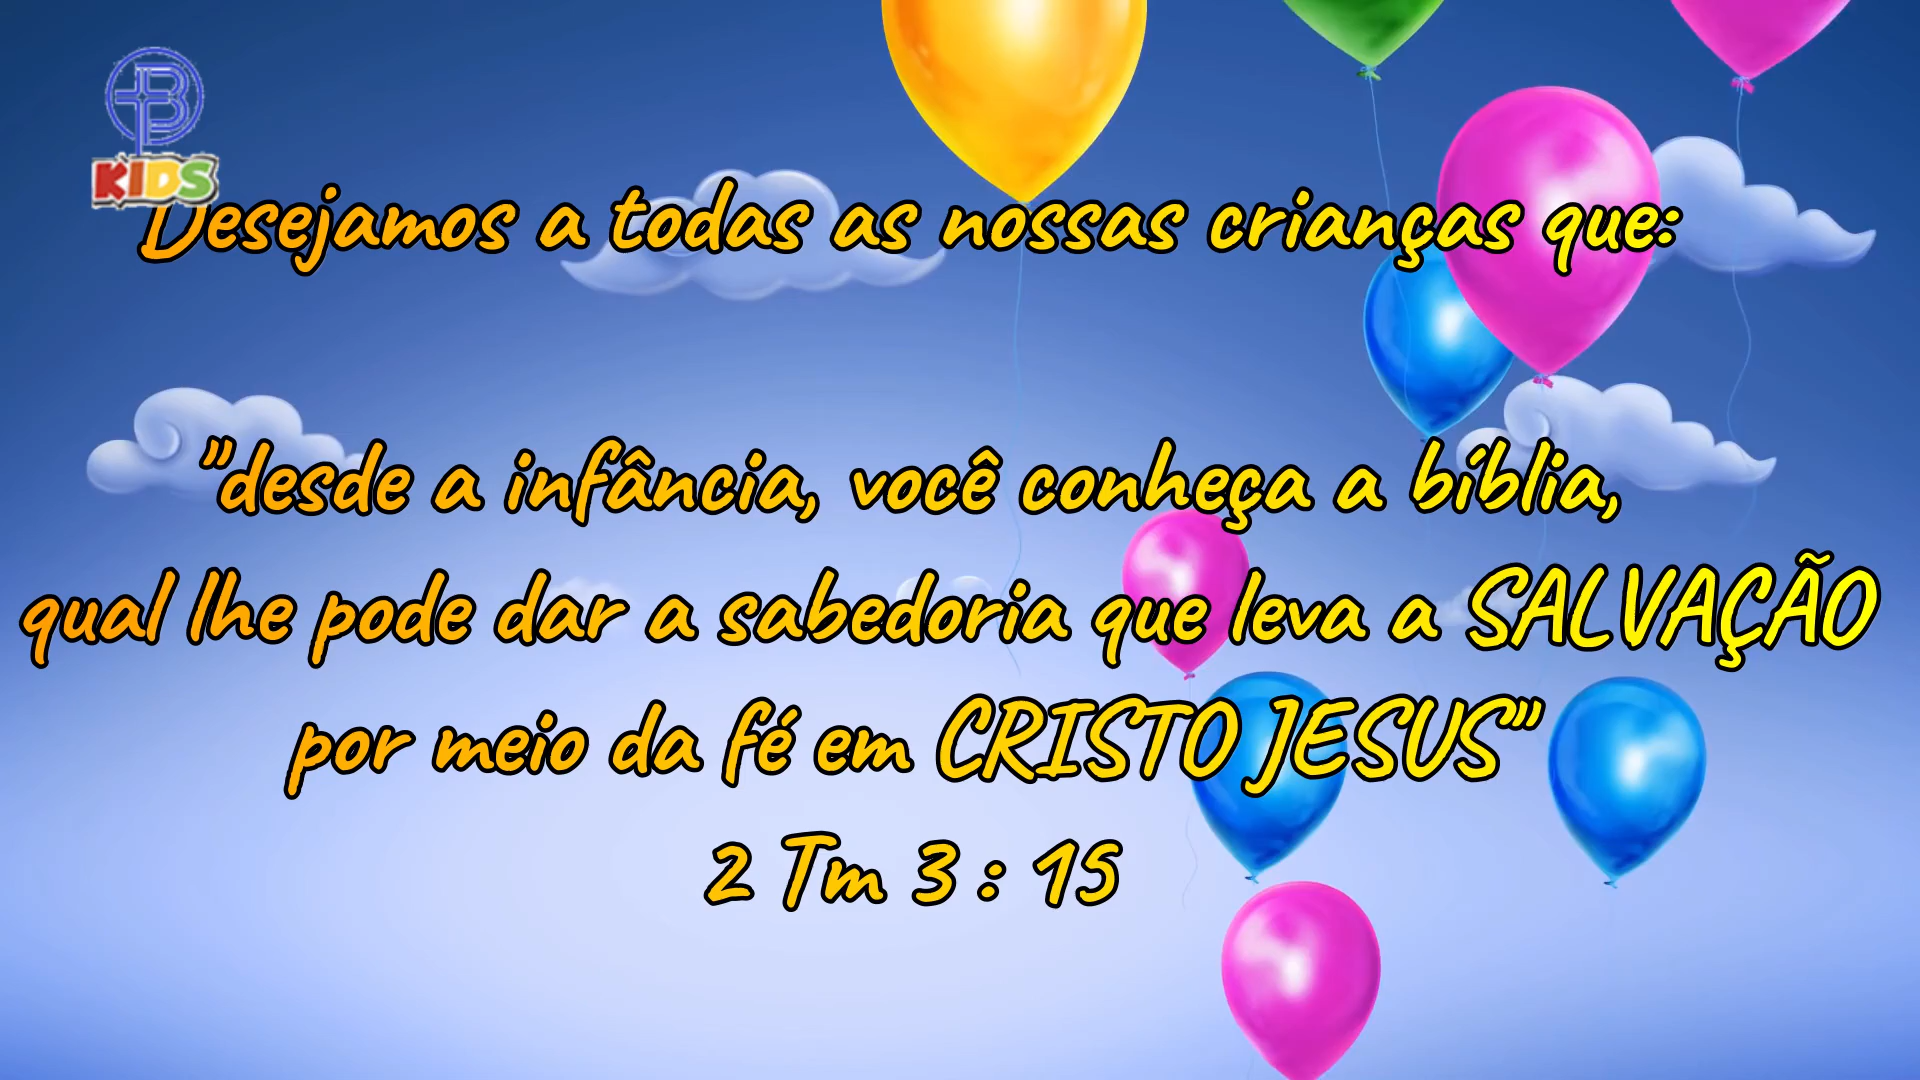 B
KIDS
Desejamos a todas as nossas crianças que:
"desde a infância, você conheça a bíblia,
qual lhe pode dar a sabedoria que leva a SALVAÇÃO
por meio da fé em CRISTO JESUS"
2 Tm 3 : 15